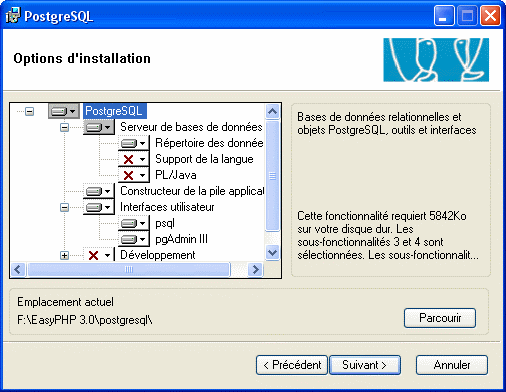 PostgreSQL
Options d'installation
PostgreSQL
Serveur de bases de données
Répertoire des donnée
Support de la langue
PL/Java
Constructeur de la pile applicat
Interfaces utilisateur
psql
pgAdmin III
Développement
Bases de données relationnelles et
objets PostgreSQL, outils et interfaces
Cette fonctionnalité requiert 5842Ko
sur votre disque dur. Les
sous-fonctionnalités 3 et 4 sont
sélectionnées. Les sous-fonctionnalit...
Emplacement actuel
F:\EasyPHP 3.0\postgresql\
Parcourir
< Précédent
Suivant >
Annuler